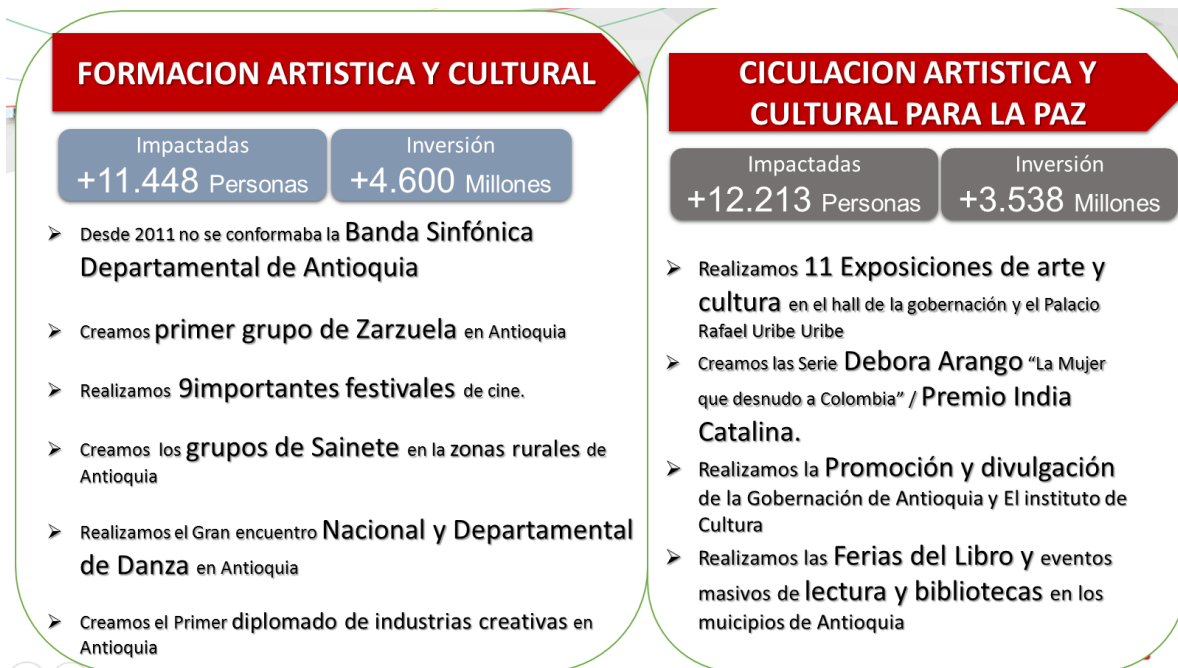 FORMACION ARTISTICA Y CULTURAL
Impactadas
+11.448 Personas
Inversión
+4.600 Millones
➢ Desde 2011 no se conformaba la Banda Sinfónica
Departamental de Antioquia
➢ Creamos primer grupo de Zarzuela en Antioquia
➢ Realizamos 9importantes festivales de cine.
➢ Creamos los grupos de Sainete en la zonas rurales de
Antioquia
➢ Realizamos el Gran encuentro Nacional y Departamental
de Danza en Antioquia
➢ Creamos el Primer diplomado de industrias creativas en
Antioquia
CICULACION ARTISTICA Y
CULTURAL PARA LA PAZ
Impactadas
+12.213 Personas
Inversión
+3.538 Millones
➢ Realizamos 11 Exposiciones de arte y
cultura en el hall de la gobernación y el Palacio
Rafael Uribe Uribe
➢ Creamos las Serie Debora Arango “La Mujer
que desnudo a Colombia” / Premio India
Catalina.
➢ Realizamos la Promoción y divulgación
de la Gobernación de Antioquia y El instituto de
Cultura
➢ Realizamos las Ferias del Libro y eventos
masivos de lectura y bibliotecas en los
muicipios de Antioquia